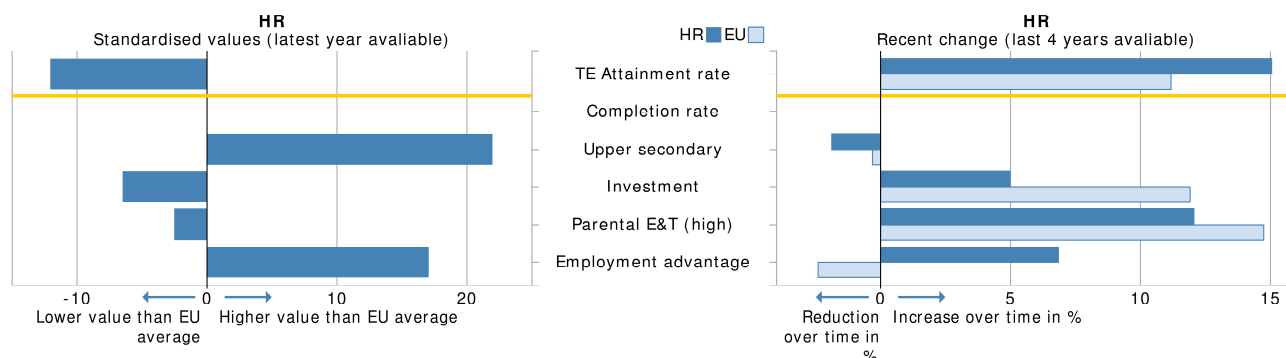 HR
Standardised values (latest year avaliable)
HR EU
HR
Recent change (last 4 years avaliable)
TE Attainment rate
Completion rate
Upper secondary
Investment
Parental E&T (high)
Employment advantage
-10 0 10 20
Lower value than EU
average
Higher value than EU average
0 5 10 15
Reduction
over time in
%
Increase over time in %